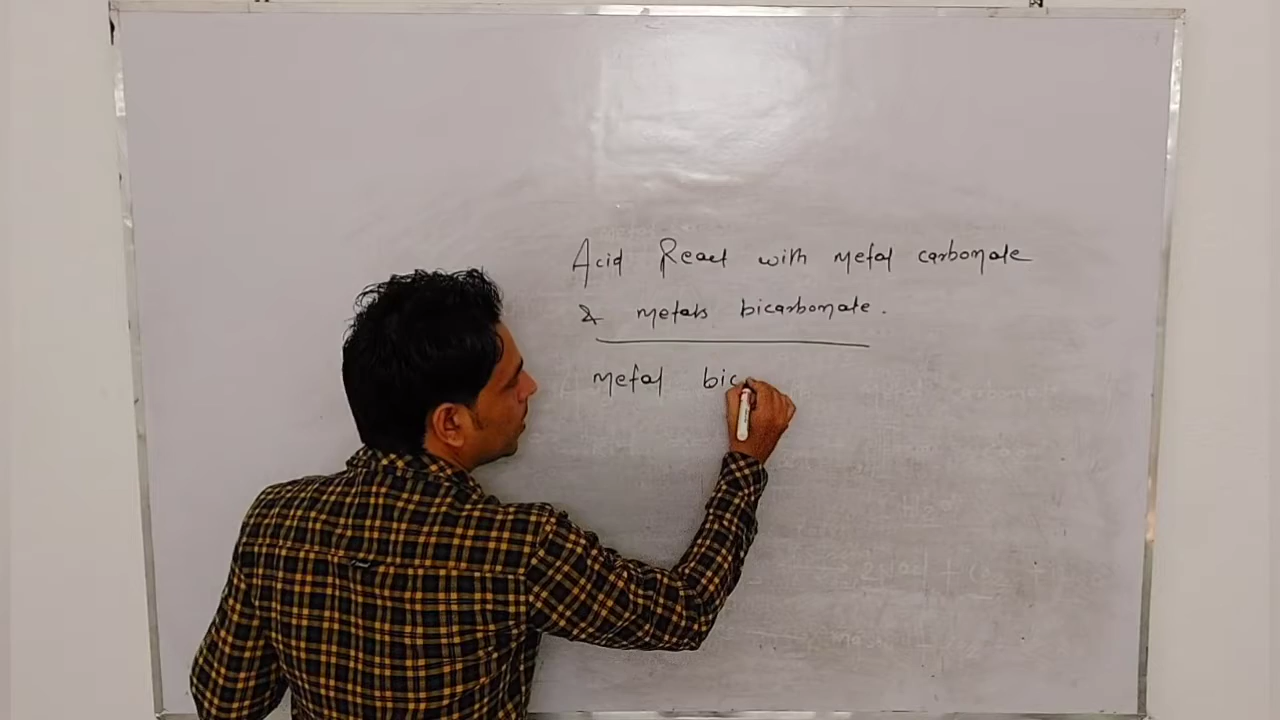 Acid React with metal carbonate
& metals bicarbonate.
metal bic